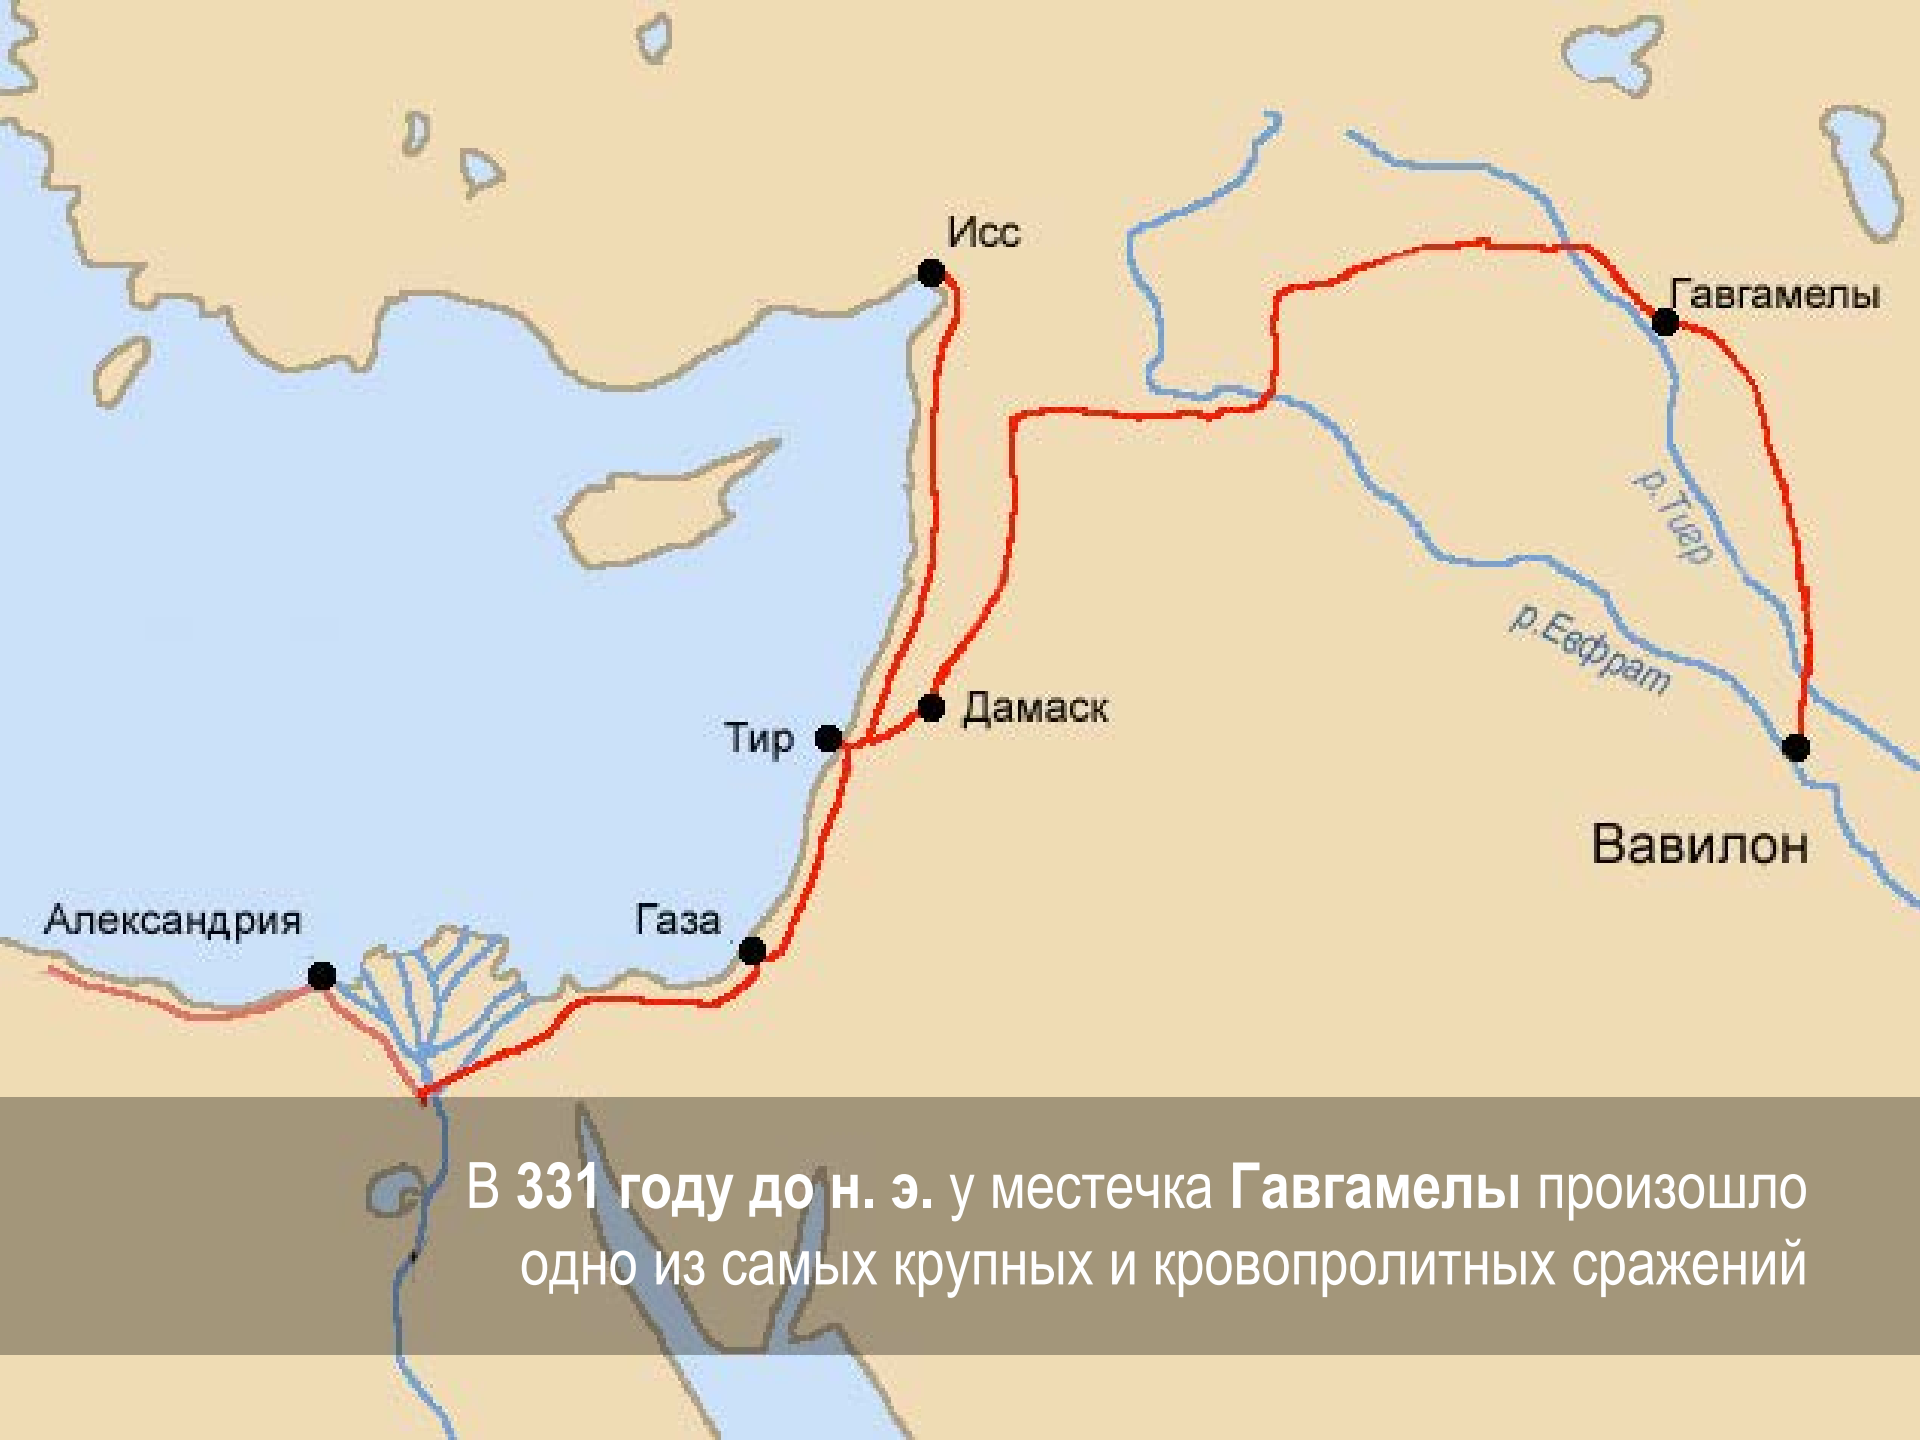 Исс
Гавгамелы
р.Тигр
р.Евфрат
Дамаск
Тир
Вавилон
Александрия
Газа
В 331 году до н. э. у местечка Гавгамелы произошло
одно из самых крупных и кровопролитных сражений